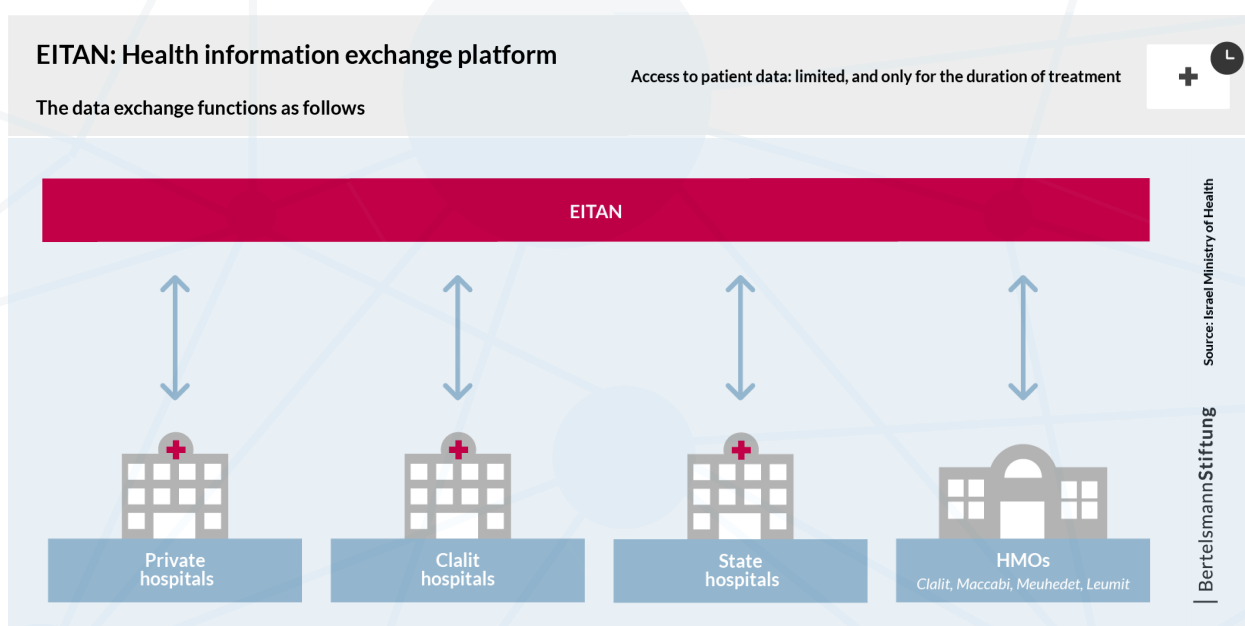 EITAN: Health information exchange platform
The data exchange functions as follows
Access to patient data: limited, and only for the duration of treatment
EITAN
Private
hospitals
Clalit
hospitals
State
hospitals
HMOs
Clalit, Maccabi, Meuhedet, Leumit
Source: Israel Ministry of Health
BertelsmannStiftung